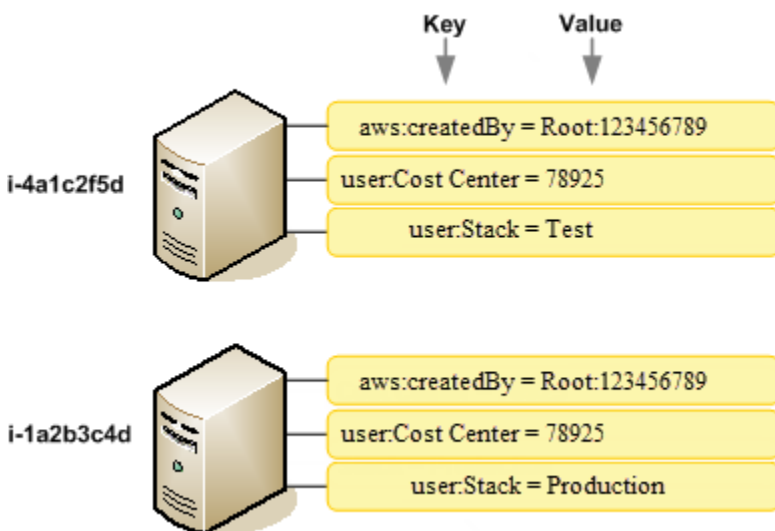 Key Value
aws:createdBy = Root:123456789
i-4a1c2f5d
user:Cost Center = 78925
user:Stack = Test
aws:createdBy = Root:123456789
i-1a2b3c4d
user:Cost Center = 78925
user:Stack = Production